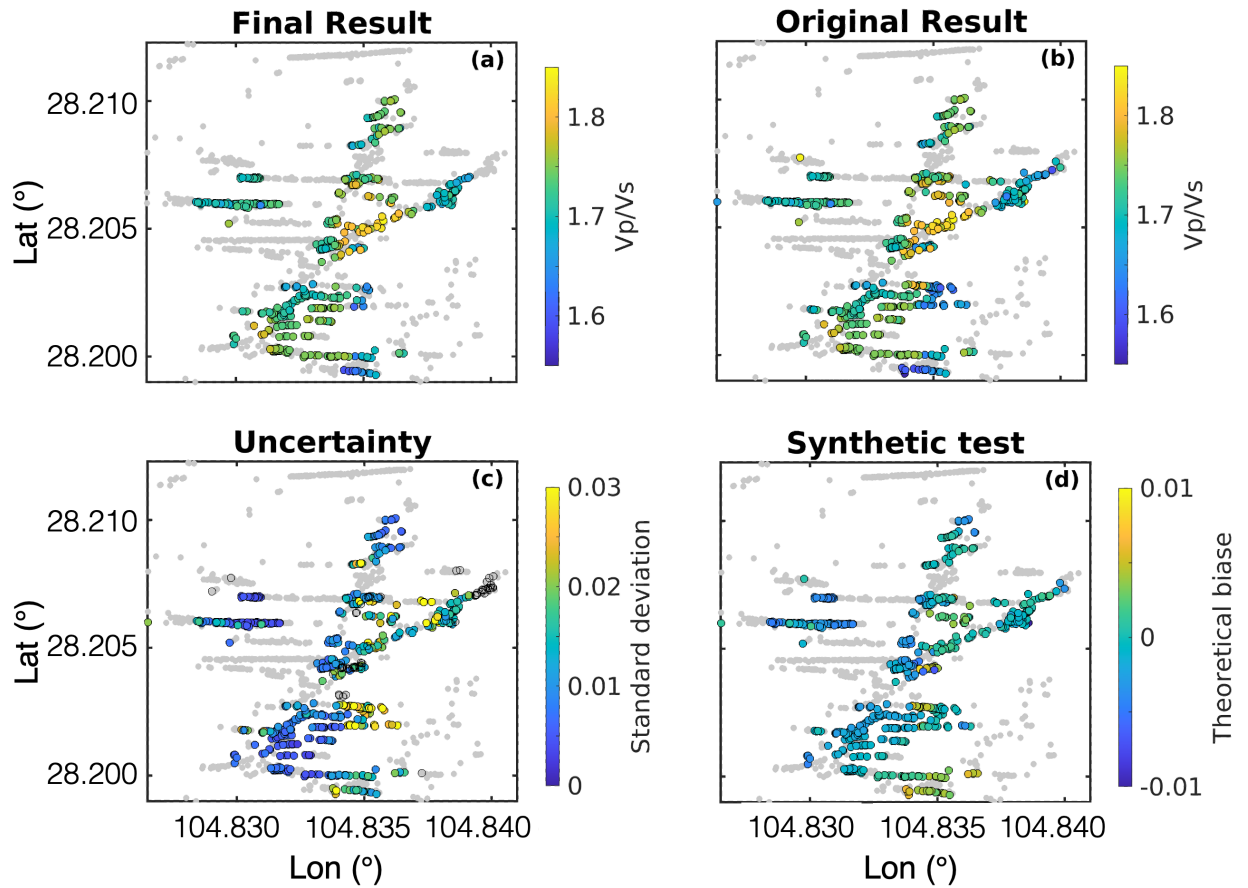 Final Result
Original Result
(a)
(b)
28.210
28.205
28.200
Lat (°)
1.8
1.7
1.6
Vp/Vs
1.8
1.7
1.6
Vp/Vs
Uncertainty
Synthetic test
(c)
(d)
28.210
28.205
28.200
Lat (°)
0.03
0.02
0.01
0
Standard deviation
0.01
0
-0.01
Theoretical biase
104.830 104.835 104.840
104.830 104.835 104.840
Lon (°)
Lon (°)